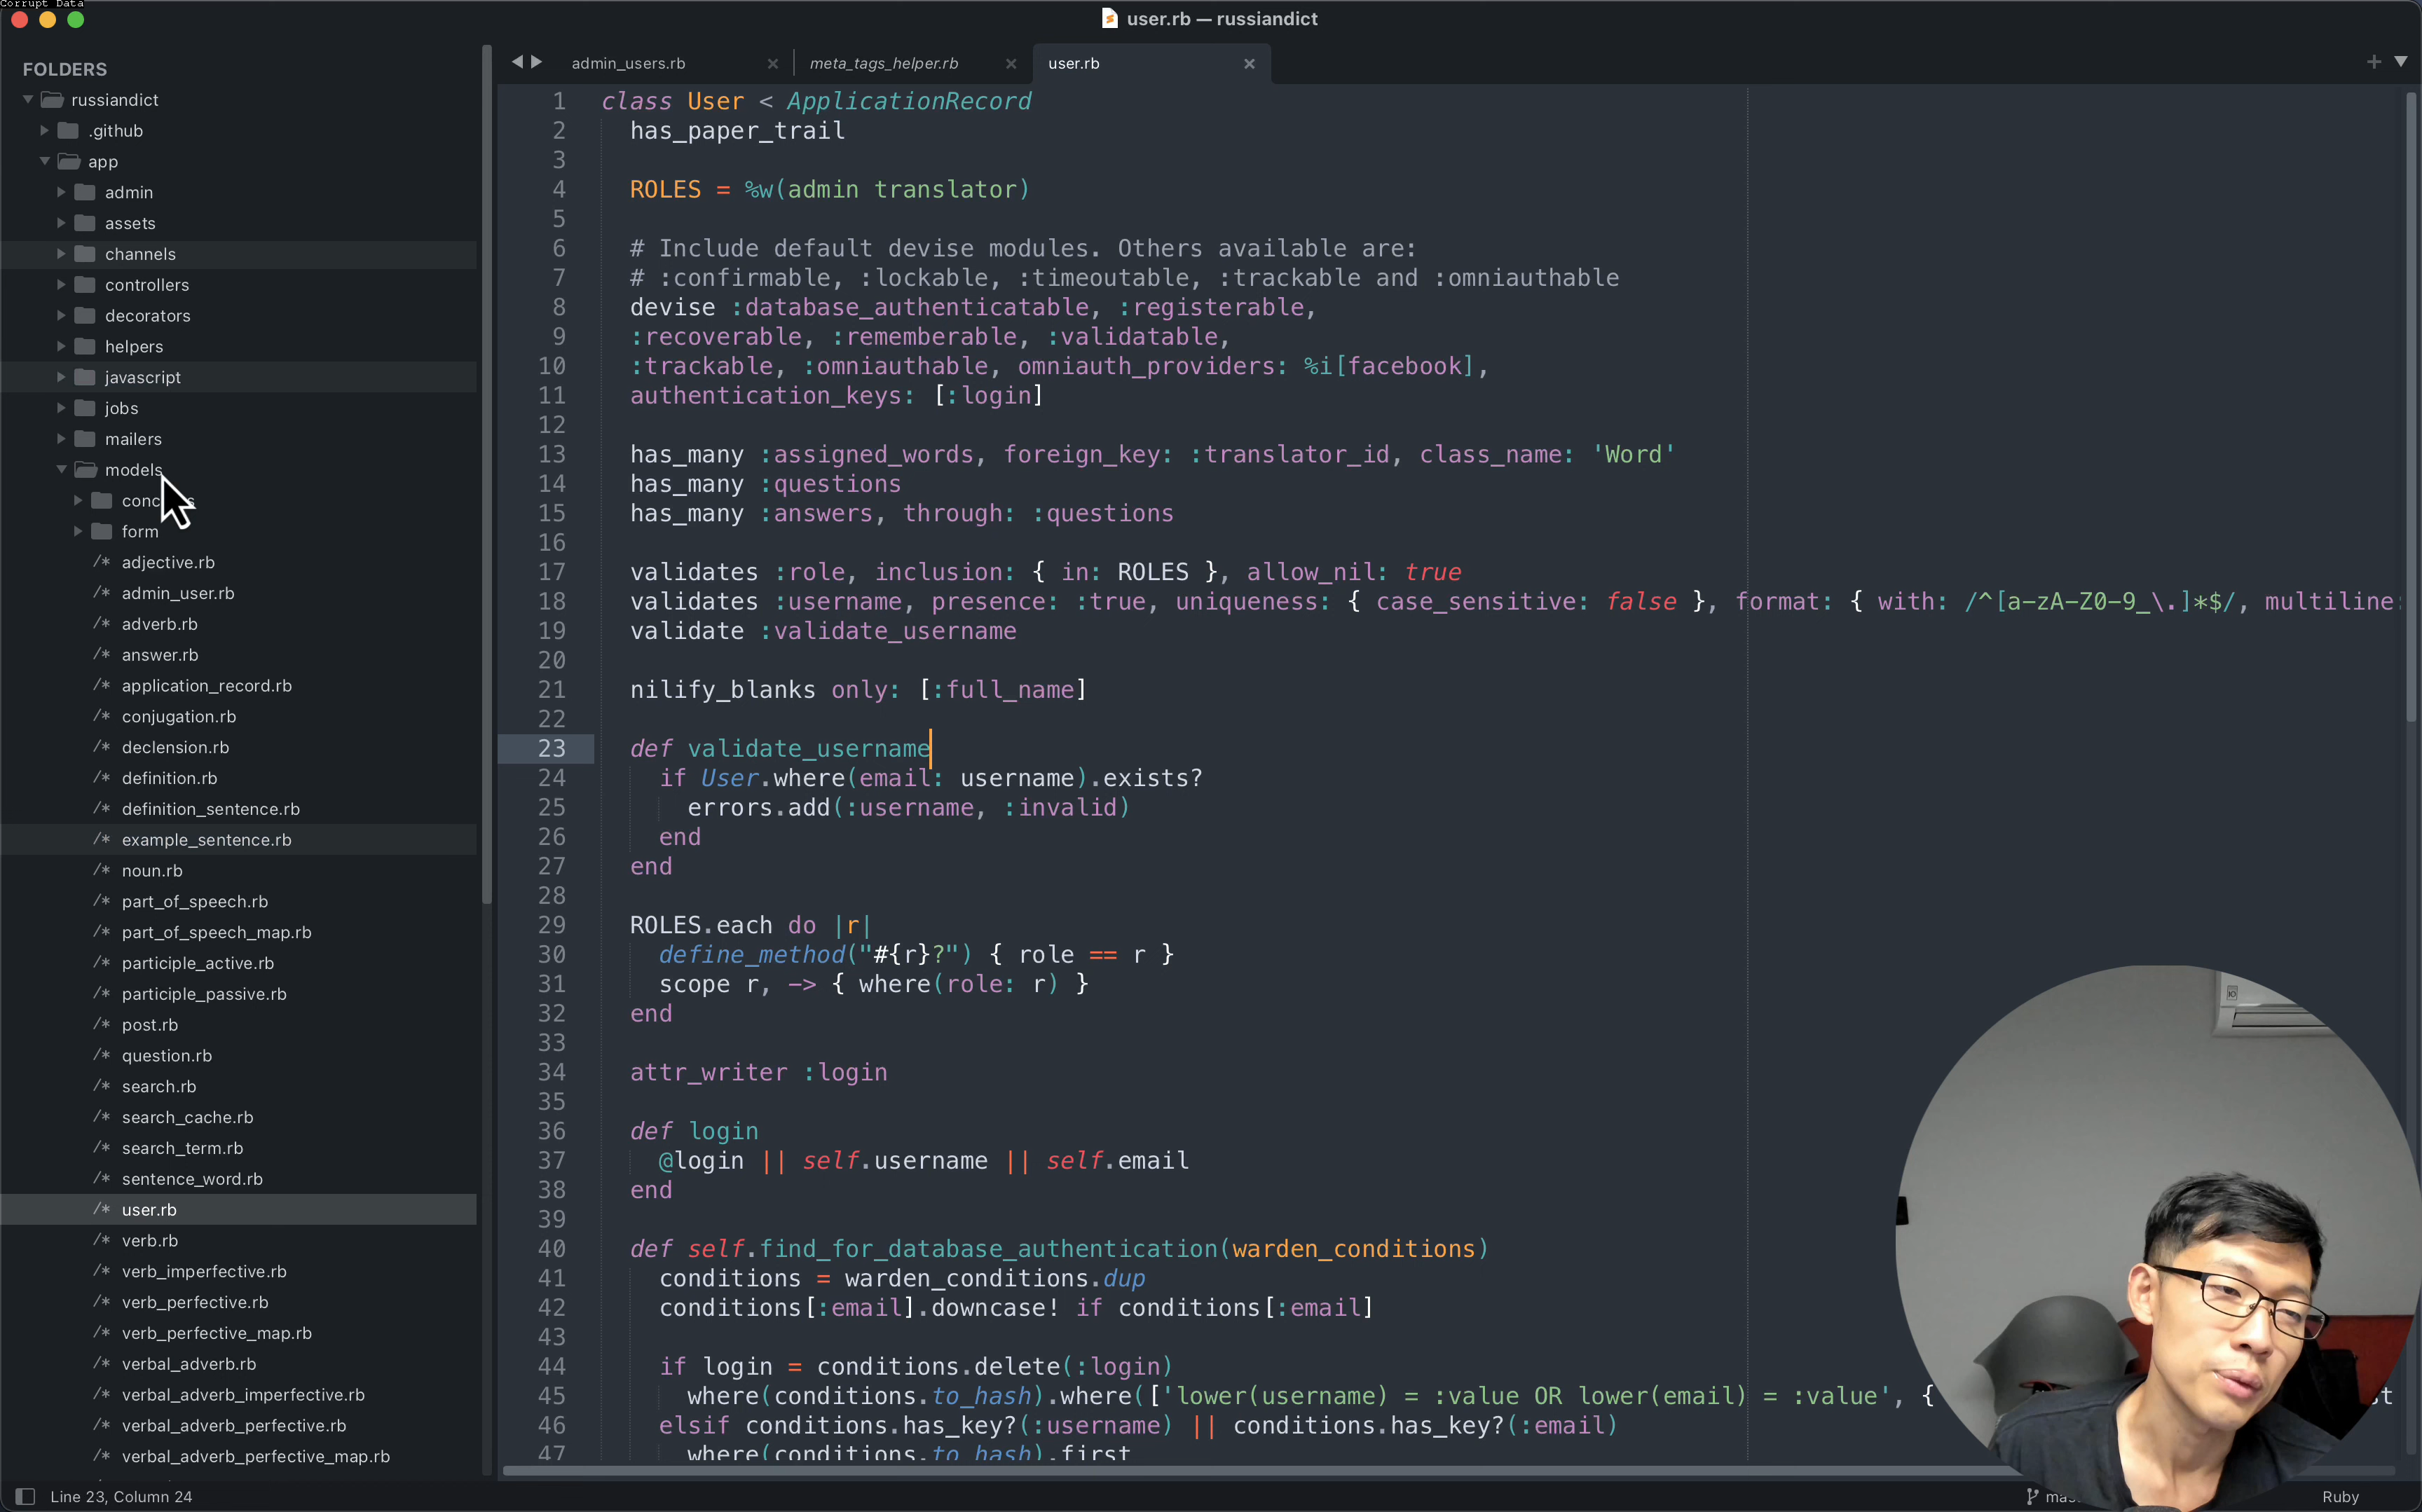 Corrupt Data
user.rb — russiandict
FOLDERS
russiandict
.github
app
admin
assets
channels
controllers
decorators
helpers
javascript
jobs
mailers
models
form
/* adjective.rb
/* admin_user.rb
/* adverb.rb
/* answer.rb
/* application_record.rb
/* conjugation.rb
/* declension.rb
/* definition.rb
/* definition_sentence.rb
/* example_sentence.rb
/* noun.rb
/* part_of_speech.rb
/* part_of_speech_map.rb
/* participle_active.rb
/* participle_passive.rb
/* post.rb
/* question.rb
/* search.rb
/* search_cache.rb
/* search_term.rb
/* sentence_word.rb
/* user.rb
/* verb.rb
/* verb_imperfective.rb
/* verb_perfective.rb
/* verb_perfective_map.rb
/* verbal_adverb.rb
/* verbal_adverb_imperfective.rb
/* verbal_adverb_perfective.rb
/* verbal_adverb_perfective_map.rb
admin_users.rb × meta_tags_helper.rb × user.rb ×
1 class User < ApplicationRecord
2 has_paper_trail
3
4 ROLES = %w(admin translator)
5
6 # Include default devise modules. Others available are:
7 # :confirmable, :lockable, :timeoutable, :trackable and :omniauthable
8 devise :database_authenticatable, :registerable,
9 :recoverable, :rememberable, :validatable,
10 :trackable, :omniauthable, omniauth_providers: %i[facebook],
11 authentication_keys: [:login]
12
13 has_many :assigned_words, foreign_key: :translator_id, class_name: 'Word'
14 has_many :questions
15 has_many :answers, through: :questions
16
17 validates :role, inclusion: { in: ROLES }, allow_nil: true
18 validates :username, presence: :true, uniqueness: { case_sensitive: false }, format: { with: /^[a-zA-Z0-9_\.]*$/, multiline:
19 validate :validate_username
20
21 nilify_blanks only: [:full_name]
22
23 def validate_username
24 if User.where(email: username).exists?
25 errors.add(:username, :invalid)
26 end
27 end
28
29 ROLES.each do |r|
30 define_method("#{r}?") { role == r }
31 scope r, -> { where(role: r) }
32 end
33
34 attr_writer :login
35
36 def login
37 @login || self.username || self.email
38 end
39
40 def self.find_for_database_authentication(warden_conditions)
41 conditions = warden_conditions.dup
42 conditions[:email].downcase! if conditions[:email]
43
44 if login = conditions.delete(:login)
45 where(conditions.to_hash).where(['lower(username) = :value OR lower(email) = :value', {
46 elsif conditions.has_key?(:username) || conditions.has_key?(:email)
47 where(conditions.to_hash).first
Line 23, Column 24
Ruby